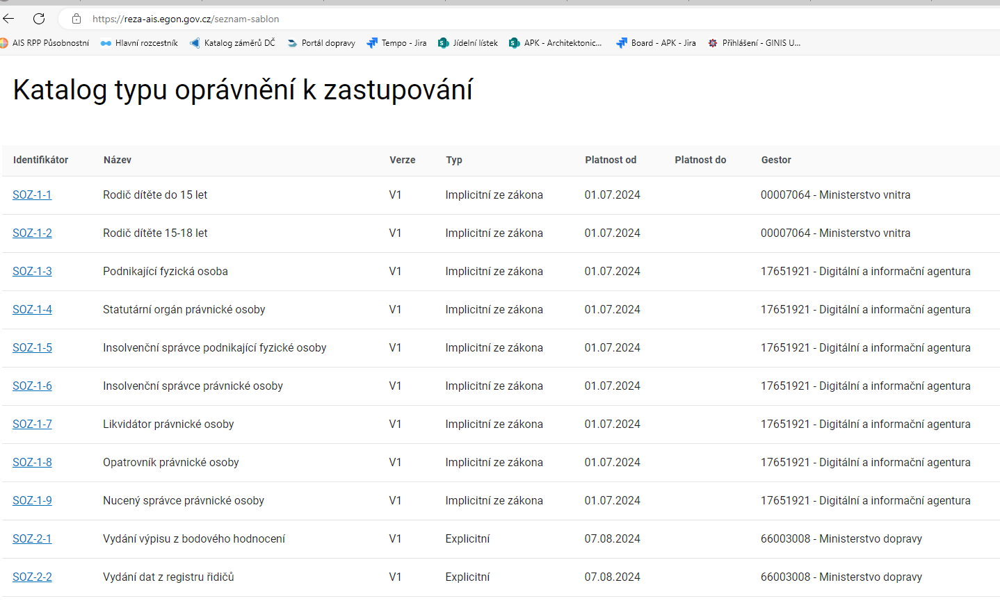 https://reza-ais.egon.gov.cz/seznam-sablon
AIS RPP Působnostní Hlavní rozcestník Katalog záměrů DČ Portál dopravy Tempo - Jira Jídelní lístek APK - Architektonic... Board - APK - Jira Přihlášení - GINIS U...
Katalog typu oprávnění k zastupování
Identifikátor Název Verze Typ Platnost od Platnost do Gestor
SOZ-1-1 Rodič dítěte do 15 let V1 Implicitní ze zákona 01.07.2024 00007064 - Ministerstvo vnitra
SOZ-1-2 Rodič dítěte 15-18 let V1 Implicitní ze zákona 01.07.2024 00007064 - Ministerstvo vnitra
SOZ-1-3 Podnikající fyzická osoba V1 Implicitní ze zákona 01.07.2024 17651921 - Digitální a informační agentura
SOZ-1-4 Statutární orgán právnické osoby V1 Implicitní ze zákona 01.07.2024 17651921 - Digitální a informační agentura
SOZ-1-5 Insolvenční správce podnikající fyzické osoby V1 Implicitní ze zákona 01.07.2024 17651921 - Digitální a informační agentura
SOZ-1-6 Insolvenční správce právnické osoby V1 Implicitní ze zákona 01.07.2024 17651921 - Digitální a informační agentura
SOZ-1-7 Likvidátor právnické osoby V1 Implicitní ze zákona 01.07.2024 17651921 - Digitální a informační agentura
SOZ-1-8 Opatrovník právnické osoby V1 Implicitní ze zákona 01.07.2024 17651921 - Digitální a informační agentura
SOZ-1-9 Nucený správce právnické osoby V1 Implicitní ze zákona 01.07.2024 17651921 - Digitální a informační agentura
SOZ-2-1 Vydání výpisu z bodového hodnocení V1 Explicitní 07.08.2024 66003008 - Ministerstvo dopravy
SOZ-2-2 Vydání dat z registru řidičů V1 Explicitní 07.08.2024 66003008 - Ministerstvo dopravy